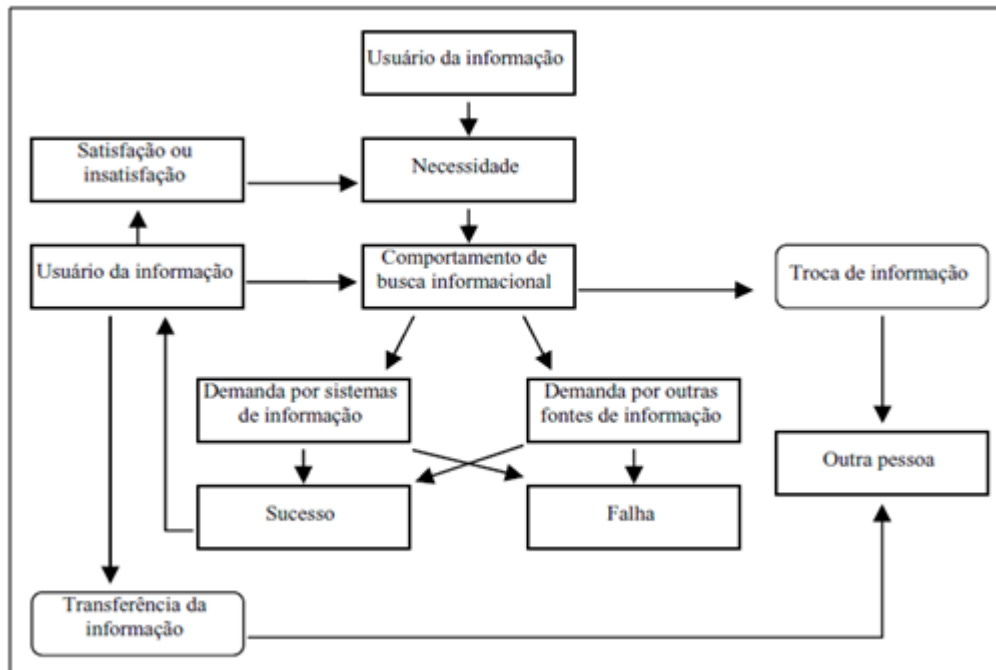 Usuário da informação
Satisfação ou
insatisfação
Necessidade
Usuário da informação
Comportamento de
busca informacional
Troca de informação
Demanda por sistemas
de informação
Demanda por outras
fontes de informação
Outra pessoa
Sucesso
Falha
Transferência da
informação